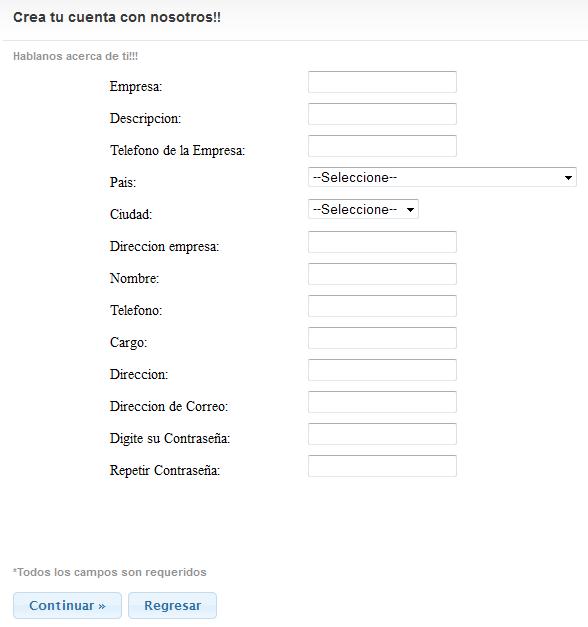 Crea tu cuenta con nosotros!!
Hablanos acerca de ti!!!
Empresa:
Descripcion:
Telefono de la Empresa:
Pais: --Seleccione--
Ciudad: --Seleccione--
Direccion empresa:
Nombre:
Telefono:
Cargo:
Direccion:
Direccion de Correo:
Digite su Contraseña:
Repetir Contraseña:
*Todos los campos son requeridos
Continuar » Regresar